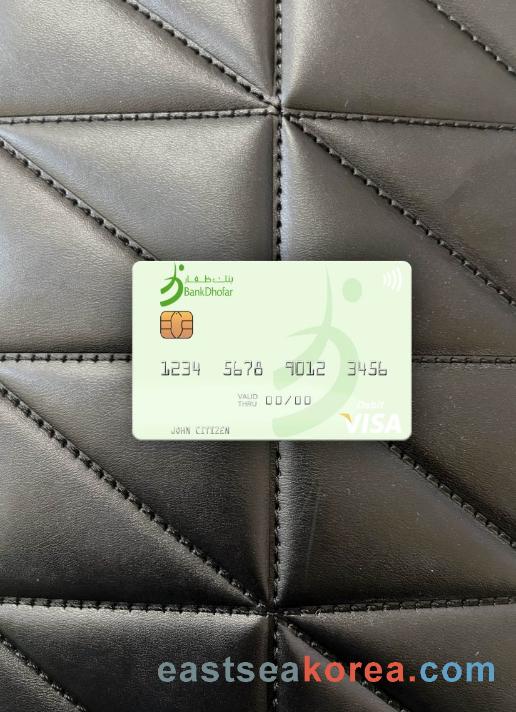 بنك ظفار
BankDhofar
1234 5678 9012 3456
VALID
THRU 00/00
Debit
VISA
JOHN CITIZEN
eastseakorea.com